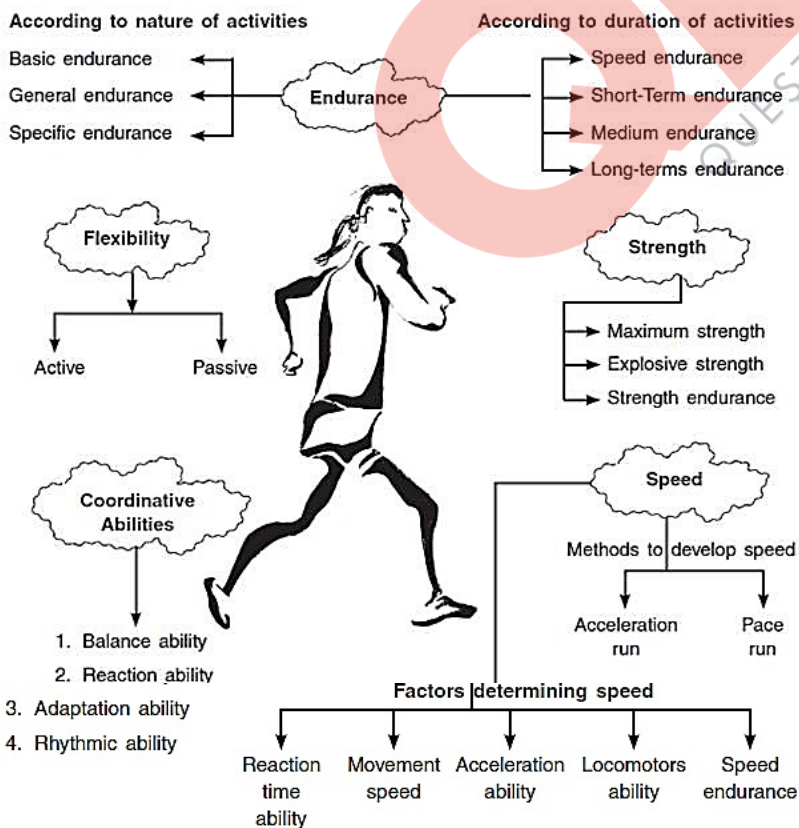 According to nature of activities
Basic endurance
General endurance
Specific endurance
Endurance
According to duration of activities
Speed endurance
Short-Term endurance
Medium endurance
Long-terms endurance
Flexibility
Active
Passive
Strength
Maximum strength
Explosive strength
Strength endurance
Coordinative
Abilities
1. Balance ability
2. Reaction ability
3. Adaptation ability
4. Rhythmic ability
Speed
Methods to develop speed
Acceleration
run
Pace
run
Factors determining speed
Reaction
time
ability
Movement
speed
Acceleration
ability
Locomotors
ability
Speed
endurance